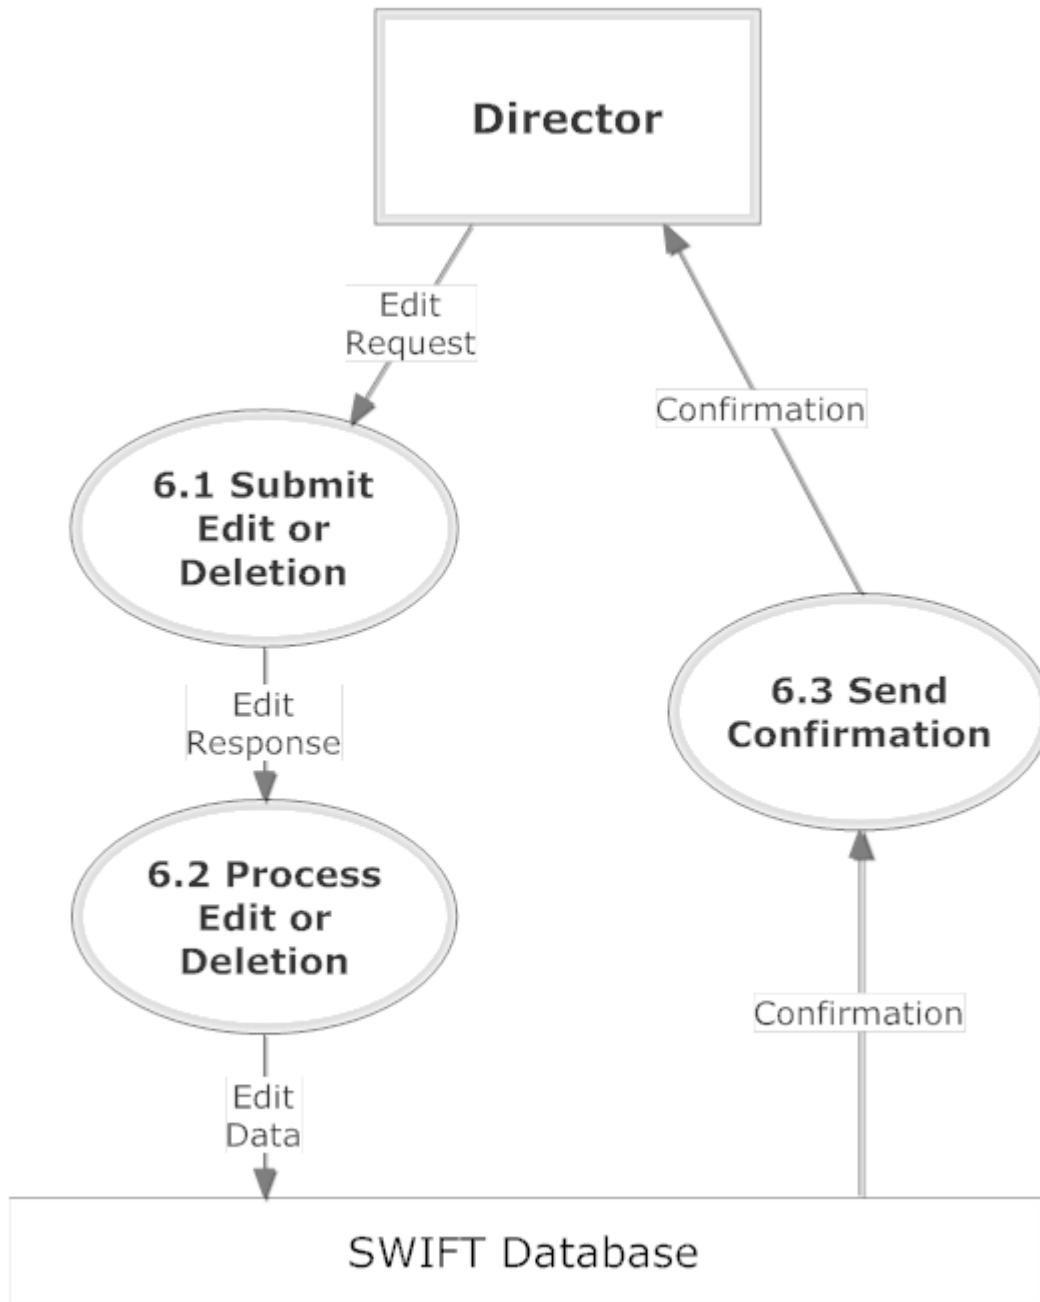 Director
Edit
Request
Confirmation
6.1 Submit
Edit or
Deletion
Edit
Response
6.3 Send
Confirmation
6.2 Process
Edit or
Deletion
Confirmation
Edit
Data
SWIFT Database